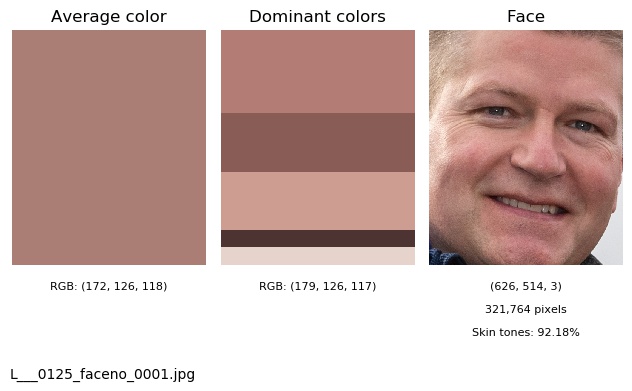 Average color
Dominant colors
Face
RGB: (172, 126, 118)
RGB: (179, 126, 117)
(626, 514, 3)
321,764 pixels
Skin tones: 92.18%
L___0125_faceno_0001.jpg